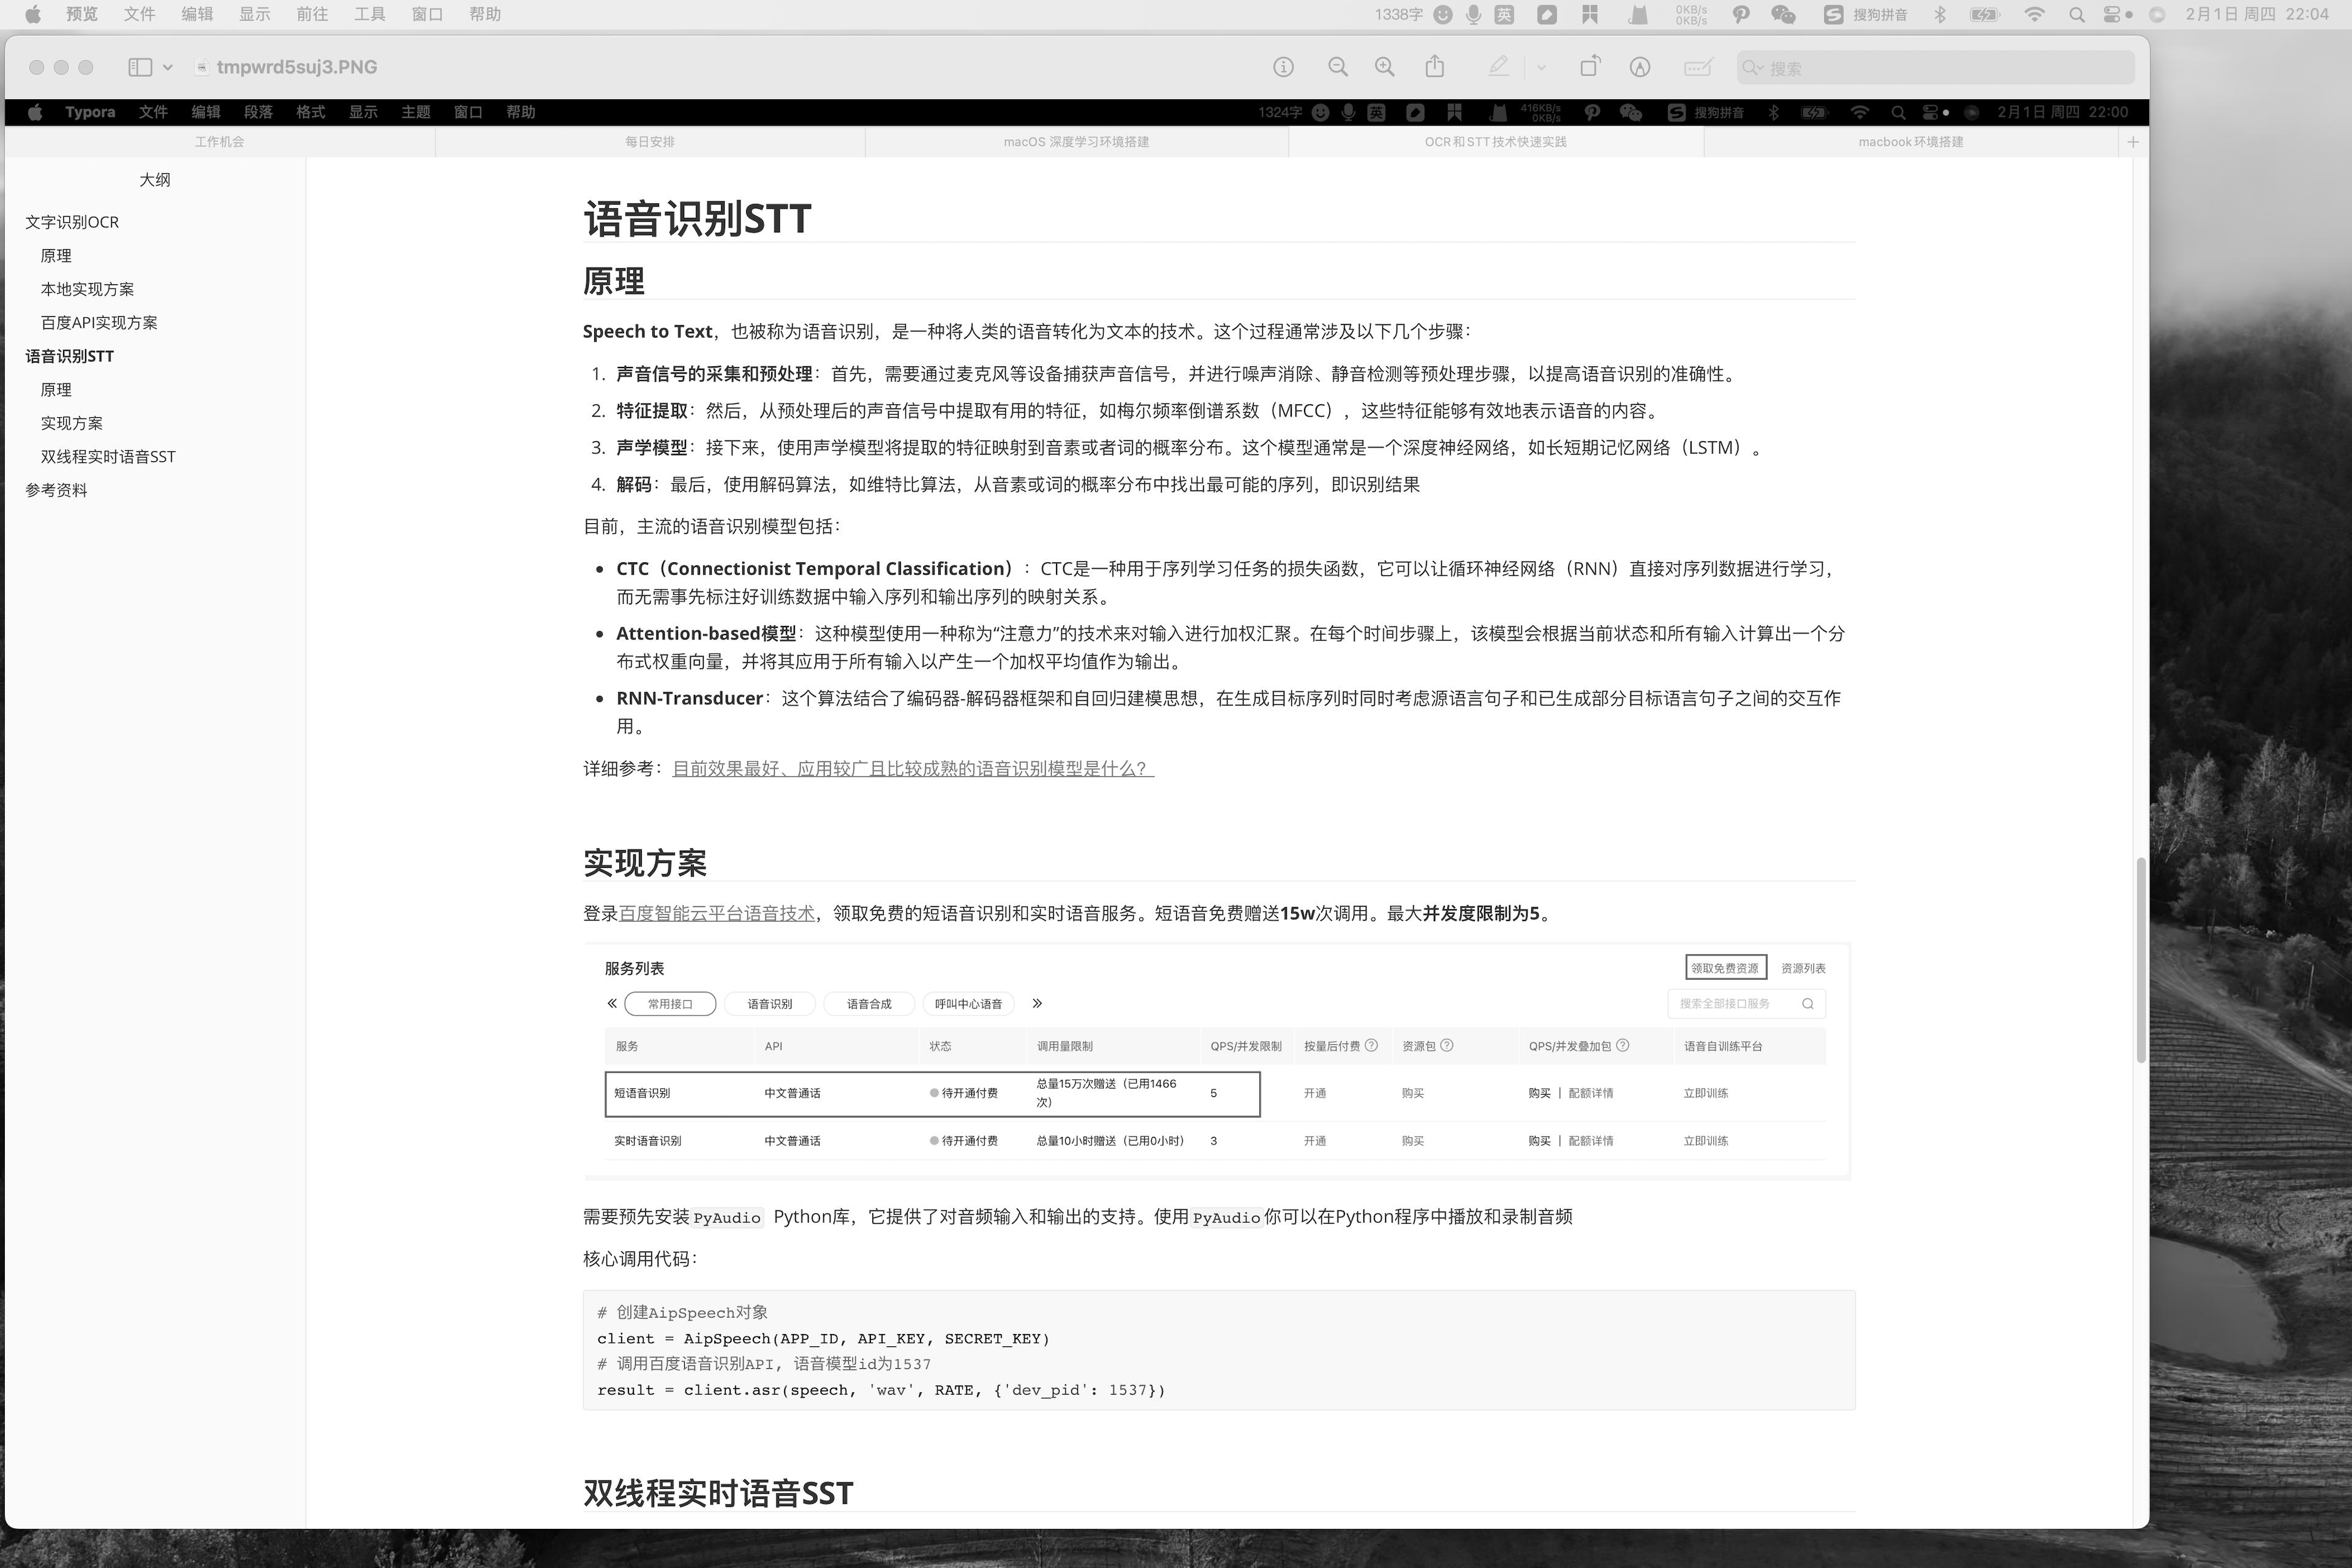 预览 文件 编辑 显示 前往 工具 窗口 帮助 1338字 英 0KB/s 0KB/s 搜狗拼音 2月1日 周四 22:04
tmpwrd5suj3.PNG 搜索
Typora 文件 编辑 段落 格式 显示 主题 窗口 帮助 1324字 英 416KB/s 0KB/s 搜狗拼音 2月1日 周四 22:00
工作机会 每日安排 macOS 深度学习环境搭建 OCR和STT技术快速实践 macbook环境搭建
大纲
文字识别OCR
原理
本地实现方案
百度API实现方案
语音识别STT
原理
实现方案
双线程实时语音SST
参考资料
语音识别STT
原理
Speech to Text，也被称为语音识别，是一种将人类的语音转化为文本的技术。这个过程通常涉及以下几个步骤：
1. 声音信号的采集和预处理：首先，需要通过麦克风等设备捕获声音信号，并进行噪声消除、静音检测等预处理步骤，以提高语音识别的准确性。
2. 特征提取：然后，从预处理后的声音信号中提取有用的特征，如梅尔频率倒谱系数（MFCC），这些特征能够有效地表示语音的内容。
3. 声学模型：接下来，使用声学模型将提取的特征映射到音素或者词的概率分布。这个模型通常是一个深度神经网络，如长短期记忆网络（LSTM）。
4. 解码：最后，使用解码算法，如维特比算法，从音素或词的概率分布中找出最可能的序列，即识别结果
目前，主流的语音识别模型包括：
• CTC（Connectionist Temporal Classification）：CTC是一种用于序列学习任务的损失函数，它可以让循环神经网络（RNN）直接对序列数据进行学习，
而无需事先标注好训练数据中输入序列和输出序列的映射关系。
• Attention-based模型：这种模型使用一种称为“注意力”的技术来对输入进行加权汇聚。在每个时间步骤上，该模型会根据当前状态和所有输入计算出一个分
布式权重向量，并将其应用于所有输入以产生一个加权平均值作为输出。
• RNN-Transducer：这个算法结合了编码器-解码器框架和自回归建模思想，在生成目标序列时同时考虑源语言句子和已生成部分目标语言句子之间的交互作
用。
详细参考：目前效果最好、应用较广且比较成熟的语音识别模型是什么？
实现方案
登录百度智能云平台语音技术，领取免费的短语音识别和实时语音服务。短语音免费赠送15w次调用。最大并发度限制为5。
服务列表 领取免费资源 资源列表
« 常用接口 语音识别 语音合成 呼叫中心语音 » 搜索全部接口服务
服务 API 状态 调用量限制 QPS/并发限制 按量后付费 资源包 QPS/并发叠加包 语音自训练平台
短语音识别 中文普通话 待开通付费 总量15万次赠送（已用1466次） 5 开通 购买 购买 | 配额详情 立即训练
实时语音识别 中文普通话 待开通付费 总量10小时赠送（已用0小时） 3 开通 购买 购买 | 配额详情 立即训练
需要预先安装PyAudio Python库，它提供了对音频输入和输出的支持。使用PyAudio你可以在Python程序中播放和录制音频
核心调用代码：
# 创建AipSpeech对象
client = AipSpeech(APP_ID, API_KEY, SECRET_KEY)
# 调用百度语音识别API, 语音模型id为1537
result = client.asr(speech, 'wav', RATE, {'dev_pid': 1537})
双线程实时语音SST